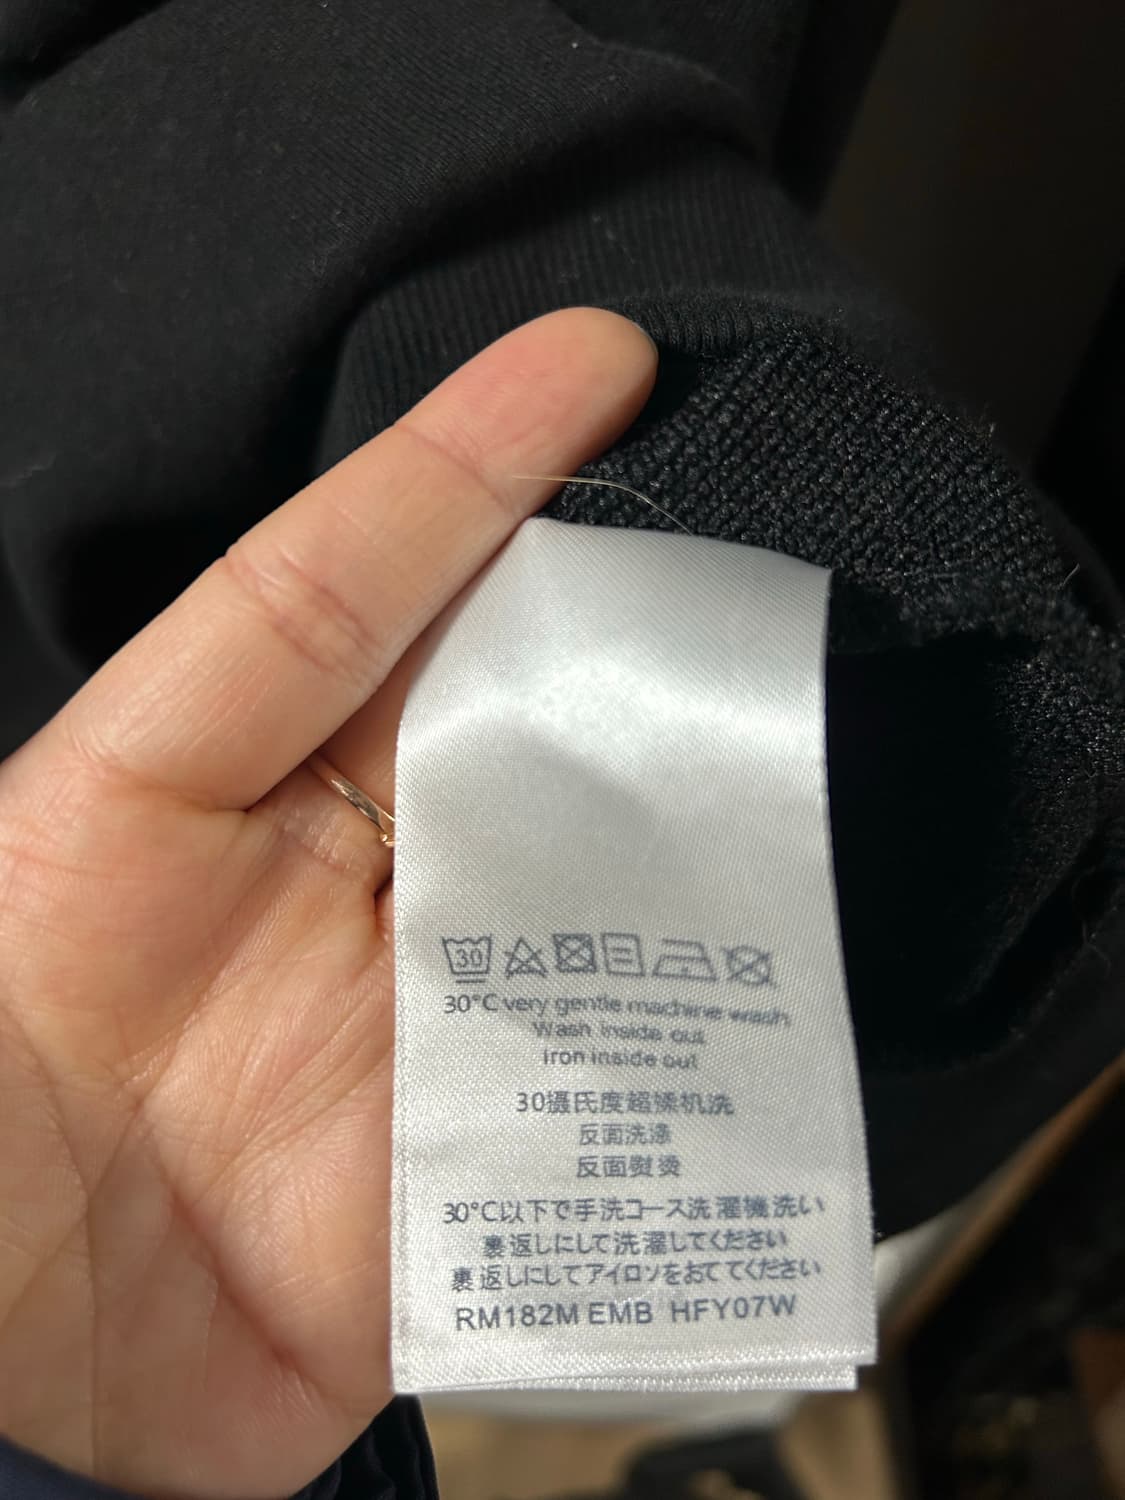 30
30°C very gentle machine wash
Wash inside out
Iron inside out
30摄氏度超揉机洗
反面洗涤
反面熨烫
30°C以下で手洗コース洗濯機洗い
裏返しにして洗濯してください
裏返しにしてアイロンをおててください
RM182M EMB HFY07W